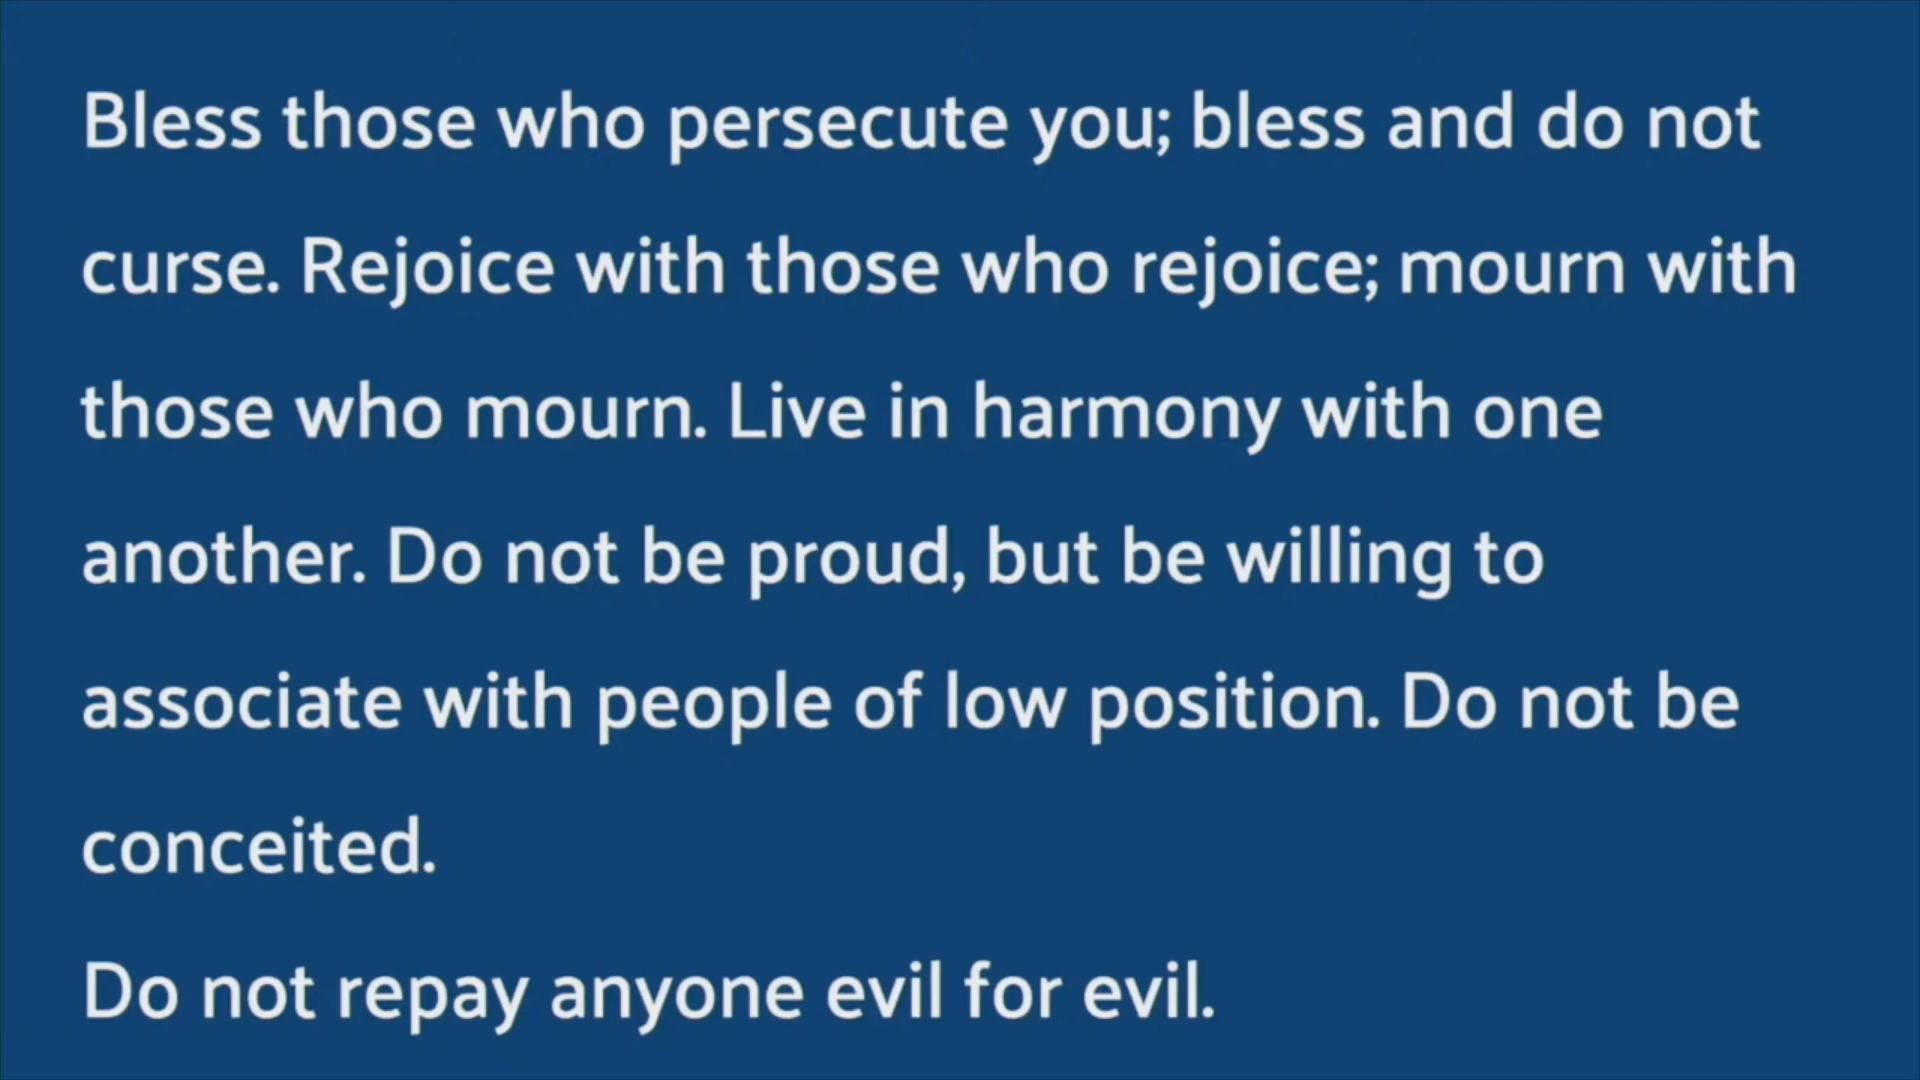 Bless those who persecute you; bless and do not
curse. Rejoice with those who rejoice; mourn with
those who mourn. Live in harmony with one
another. Do not be proud, but be willing to
associate with people of low position. Do not be
conceited.
Do not repay anyone evil for evil.